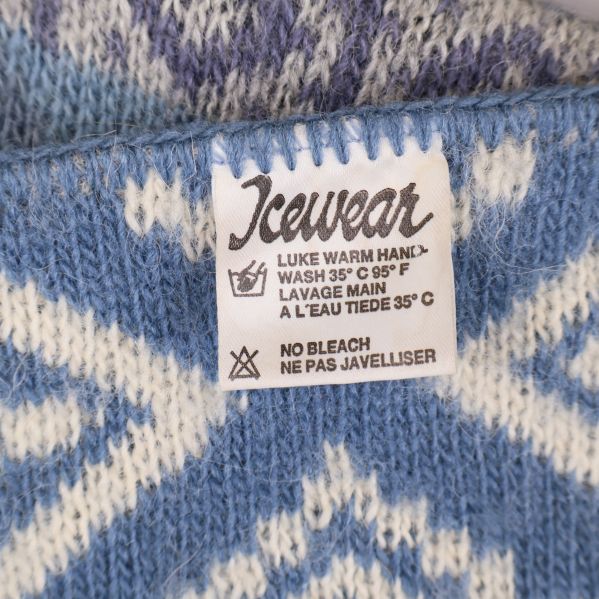 Icewear
LUKE WARM HAND-
WASH 35° C 95° F
LAVAGE MAIN
A L'EAU TIEDE 35° C
NO BLEACH
NE PAS JAVELLISER